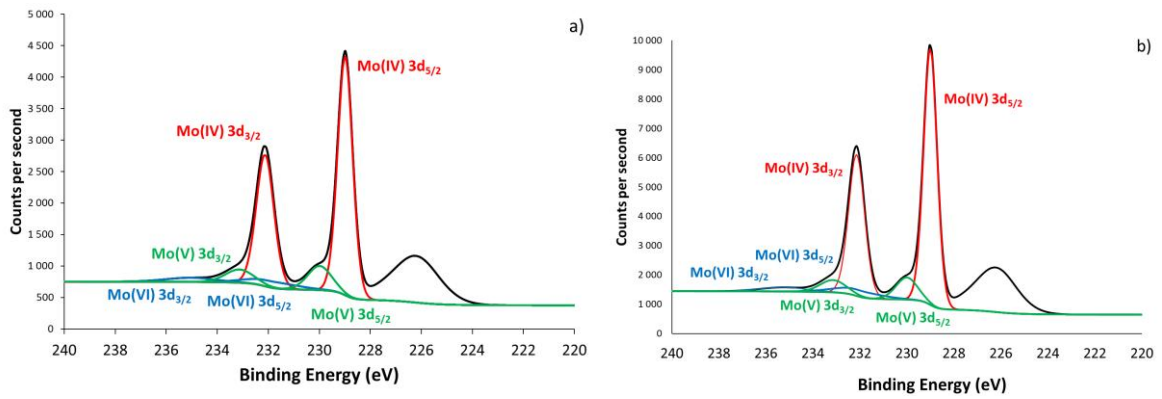 a)
5 000
4 500
4 000
3 500
3 000
2 500
2 000
1 500
1 000
500
0
Counts per second
Mo(IV) 3d5/2
Mo(IV) 3d3/2
Mo(V) 3d3/2
Mo(VI) 3d3/2
Mo(VI) 3d5/2
Mo(V) 3d5/2
240 238 236 234 232 230 228 226 224 222 220
Binding Energy (eV)
b)
10 000
9 000
8 000
7 000
6 000
5 000
4 000
3 000
2 000
1 000
0
Counts per second
Mo(IV) 3d5/2
Mo(IV) 3d3/2
Mo(VI) 3d5/2
Mo(VI) 3d3/2
Mo(V) 3d3/2
Mo(V) 3d5/2
240 238 236 234 232 230 228 226 224 222 220
Binding Energy (eV)